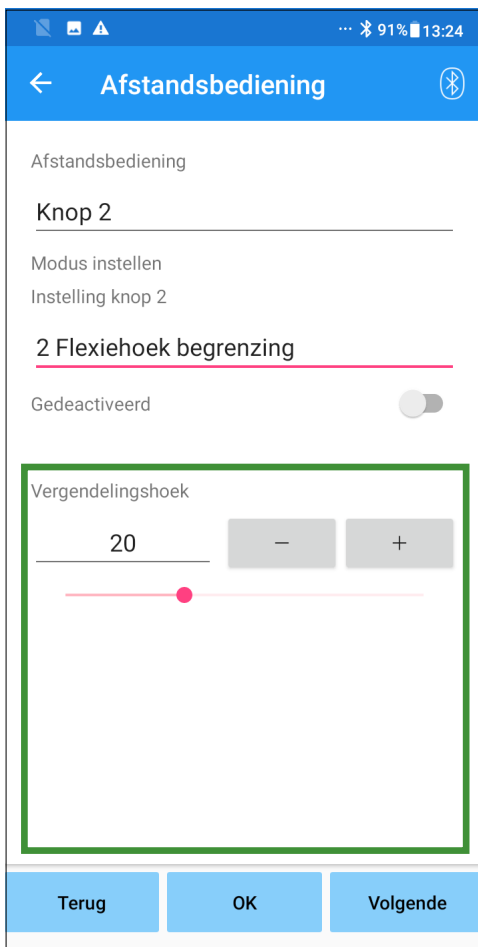 ... 91% 13:24
Afstandsbediening
Afstandsbediening
Knop 2
Modus instellen
Instelling knop 2
2 Flexiehoek begrenzing
Gedeactiveerd
Vergendelingshoek
20 − +
Terug OK Volgende